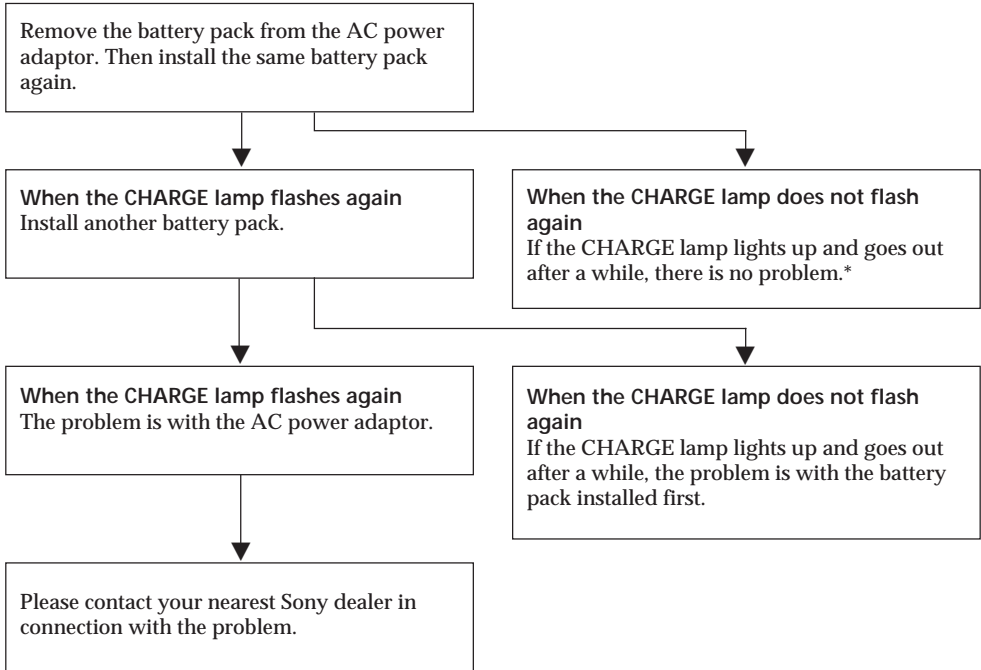 Remove the battery pack from the AC power
adaptor. Then install the same battery pack
again.
When the CHARGE lamp flashes again
Install another battery pack.
When the CHARGE lamp does not flash
again
If the CHARGE lamp lights up and goes out
after a while, there is no problem.*
When the CHARGE lamp flashes again
The problem is with the AC power adaptor.
When the CHARGE lamp does not flash
again
If the CHARGE lamp lights up and goes out
after a while, the problem is with the battery
pack installed first.
Please contact your nearest Sony dealer in
connection with the problem.